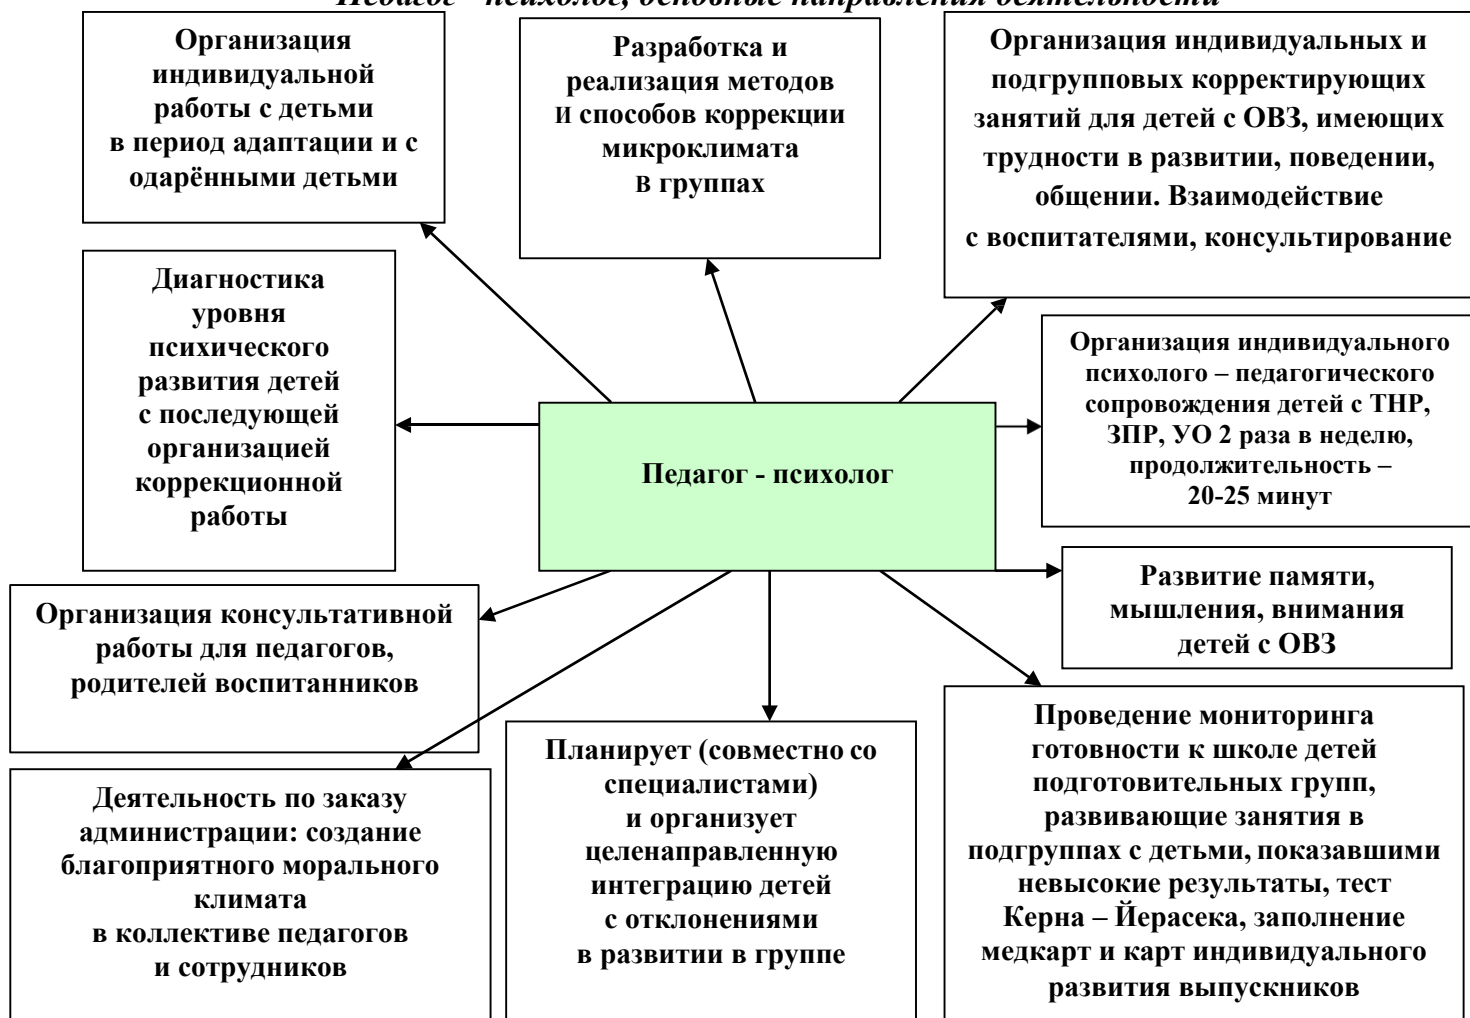 Педагог - психолог, основные направления деятельности
Организация
индивидуальной
работы с детьми
в период адаптации и с
одарёнными детьми
Разработка и
реализация методов
И способов коррекции
микроклимата
В группах
Организация индивидуальных и
подгрупповых корректирующих
занятий для детей с ОВЗ, имеющих
трудности в развитии, поведении,
общении. Взаимодействие
с воспитателями, консультирование
Диагностика
уровня
психического
развития детей
с последующей
организацией
коррекционной
работы
Организация индивидуального
психолого – педагогического
сопровождения детей с ТНР,
ЗПР, УО 2 раза в неделю,
продолжительность –
20-25 минут
Педагог - психолог
Развитие памяти,
мышления, внимания
детей с ОВЗ
Организация консультативной
работы для педагогов,
родителей воспитанников
Деятельность по заказу
администрации: создание
благоприятного морального
климата
в коллективе педагогов
и сотрудников
Планирует (совместно со
специалистами)
и организует
целенаправленную
интеграцию детей
с отклонениями
в развитии в группе
Проведение мониторинга
готовности к школе детей
подготовительных групп,
развивающие занятия в
подгруппах с детьми, показавшими
невысокие результаты, тест
Керна – Йерасека, заполнение
медкарт и карт индивидуального
развития выпускников